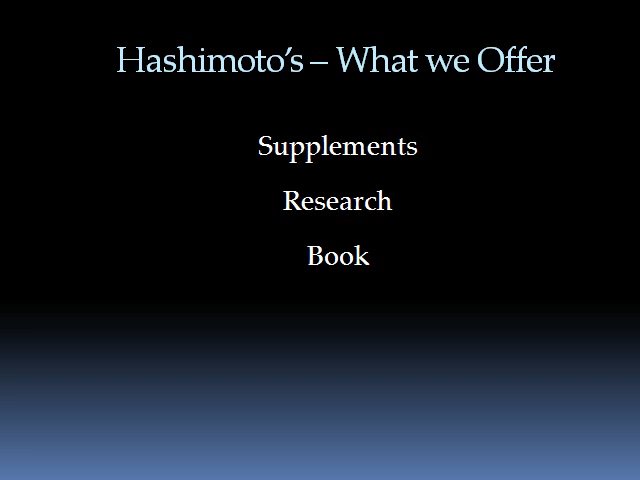 Hashimoto’s – What we Offer
Supplements
Research
Book